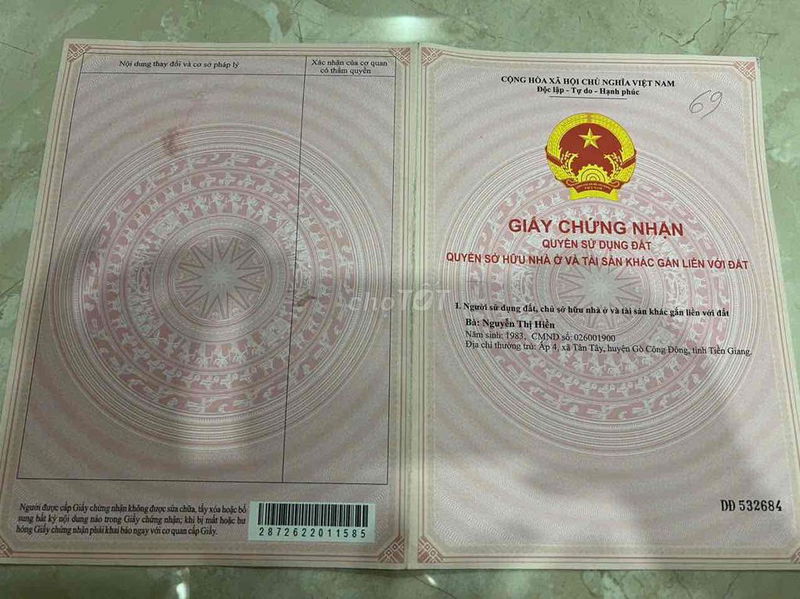 Nội dung thay đổi và cơ sở pháp lý
Xác nhận của cơ quan
có thẩm quyền
Người được cấp Giấy chứng nhận không được sửa chữa, tẩy xóa hoặc bổ
sung bất kỳ nội dung nào trong Giấy chứng nhận; khi bị mất hoặc hư
hỏng Giấy chứng nhận phải khai báo ngay với cơ quan cấp Giấy.
2872622011585
CỘNG HÒA XÃ HỘI CHỦ NGHĨA VIỆT NAM
Độc lập - Tự do - Hạnh phúc
69
GIẤY CHỨNG NHẬN
QUYỀN SỬ DỤNG ĐẤT
QUYỀN SỞ HỮU NHÀ Ở VÀ TÀI SẢN KHÁC GẮN LIỀN VỚI ĐẤT
I. Người sử dụng đất, chủ sở hữu nhà ở và tài sản khác gắn liền với đất
Bà: Nguyễn Thị Hiền
Năm sinh: 1983, CMND số: 026001900
Địa chỉ thường trú: Ấp 4, xã Tân Tây, huyện Gò Công Đông, tỉnh Tiền Giang.
DĐ 532684
choTỐT